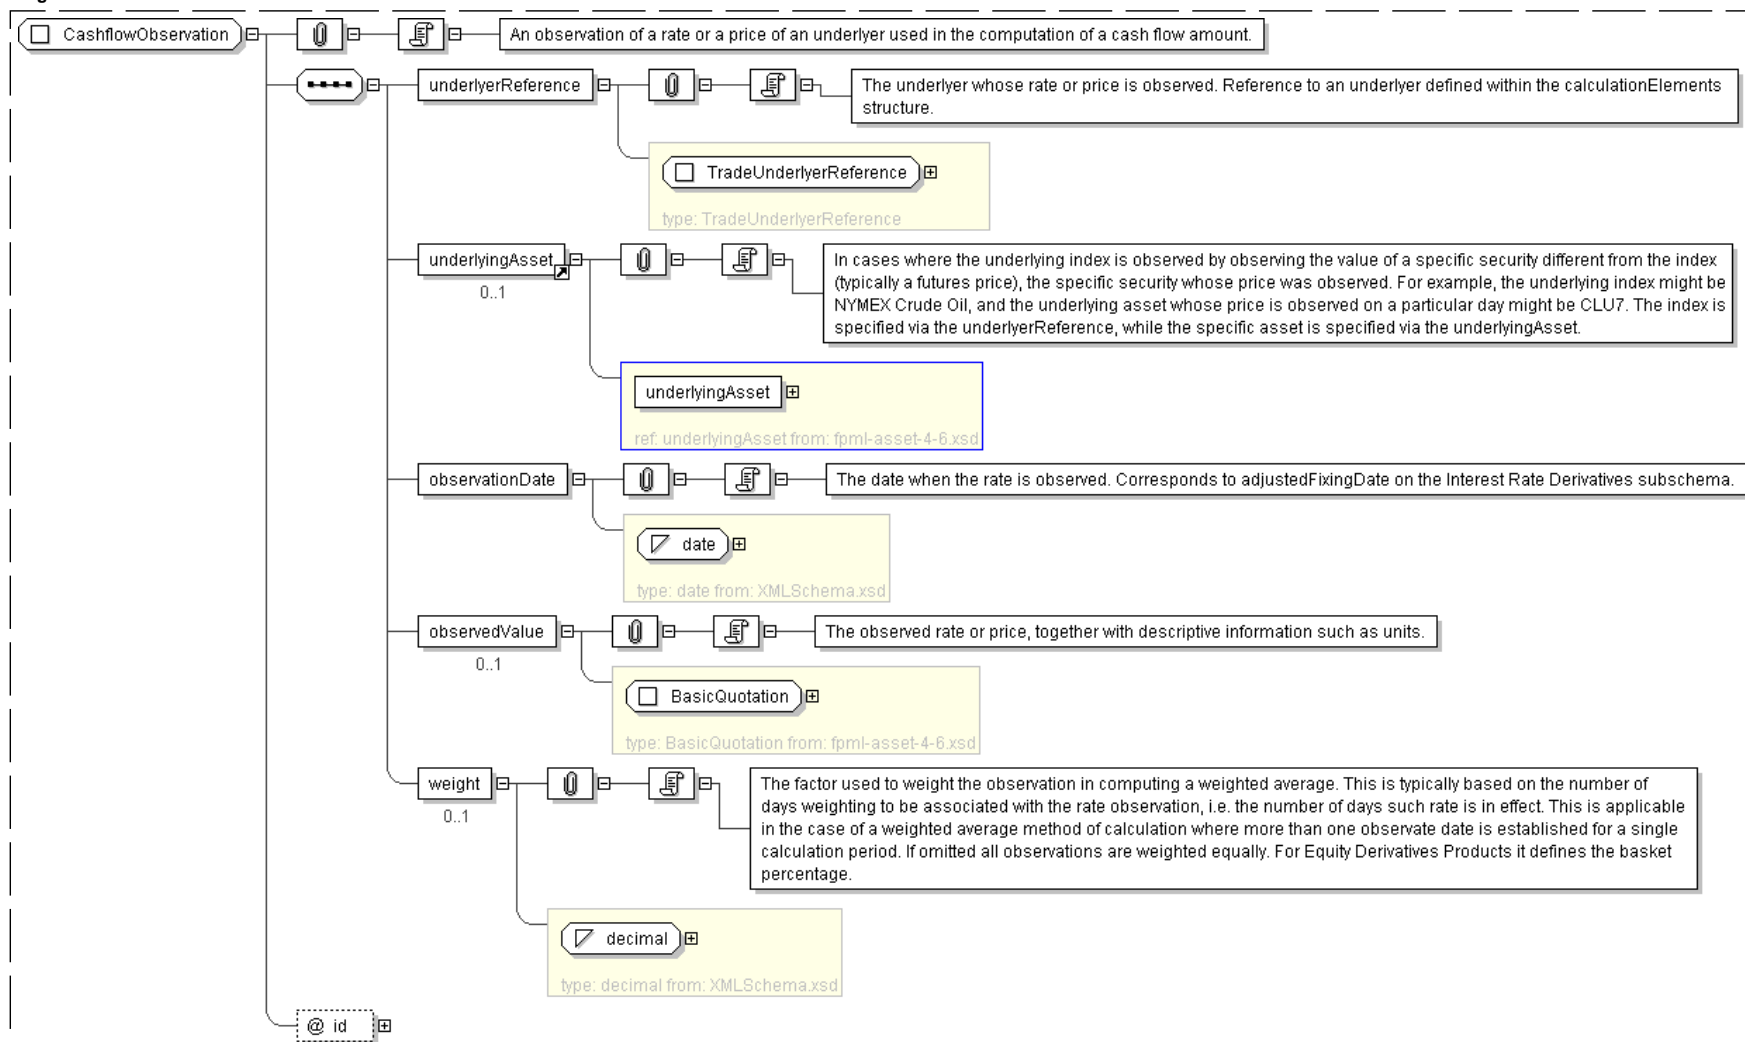 CashflowObservation
An observation of a rate or a price of an underlyer used in the computation of a cash flow amount.
underlyerReference
The underlyer whose rate or price is observed. Reference to an underlyer defined within the calculationElements
structure.
TradeUnderlyerReference
type: TradeUnderlyerReference
underlyingAsset
0..1
In cases where the underlying index is observed by observing the value of a specific security different from the index
(typically a futures price), the specific security whose price was observed. For example, the underlying index might be
NYMEX Crude Oil, and the underlying asset whose price is observed on a particular day might be CLU7. The index is
specified via the underlyerReference, while the specific asset is specified via the underlyingAsset.
underlyingAsset
ref: underlyingAsset from: fpml-asset-4-6.xsd
observationDate
The date when the rate is observed. Corresponds to adjustedFixingDate on the Interest Rate Derivatives subschema.
date
type: date from: XMLSchema.xsd
observedValue
0..1
The observed rate or price, together with descriptive information such as units.
BasicQuotation
type: BasicQuotation from: fpml-asset-4-6.xsd
weight
0..1
The factor used to weight the observation in computing a weighted average. This is typically based on the number of
days weighting to be associated with the rate observation, i.e. the number of days such rate is in effect. This is applicable
in the case of a weighted average method of calculation where more than one observate date is established for a single
calculation period. If omitted all observations are weighted equally. For Equity Derivatives Products it defines the basket
percentage.
decimal
type: decimal from: XMLSchema.xsd
@ id